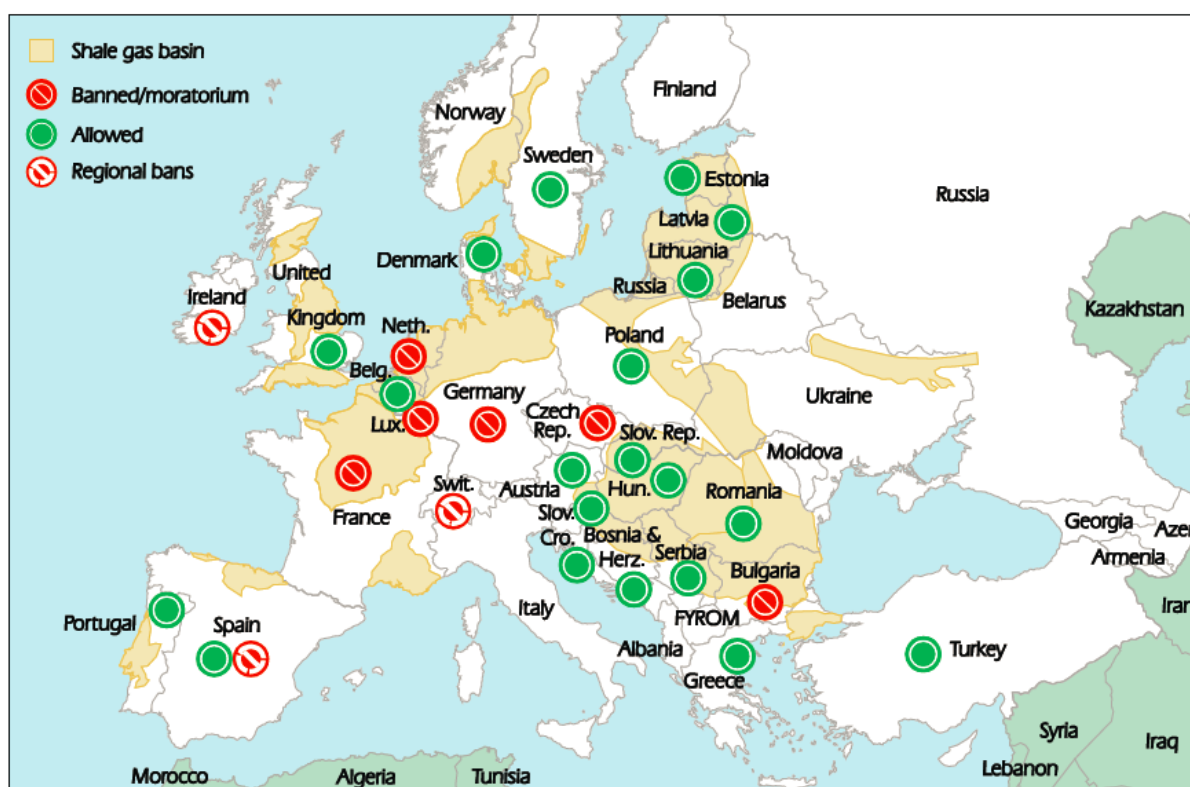 Shale gas basin
Banned/moratorium
Allowed
Regional bans
Norway
Finland
Sweden
Estonia
Russia
Latvia
Lithuania
Denmark
Russia
Belarus
United
Kingdom
Ireland
Neth.
Poland
Kazakhstan
Belg.
Germany
Ukraine
Lux.
Czech
Rep.
Slov. Rep.
Moldova
Swit.
Austria
Hun.
Romania
France
Slov.
Cro.
Bosnia &
Herz.
Serbia
Bulgaria
Georgia
Azer
Armenia
Italy
FYROM
Iran
Portugal
Spain
Albania
Greece
Turkey
Syria
Iraq
Lebanon
Morocco
Algeria
Tunisia